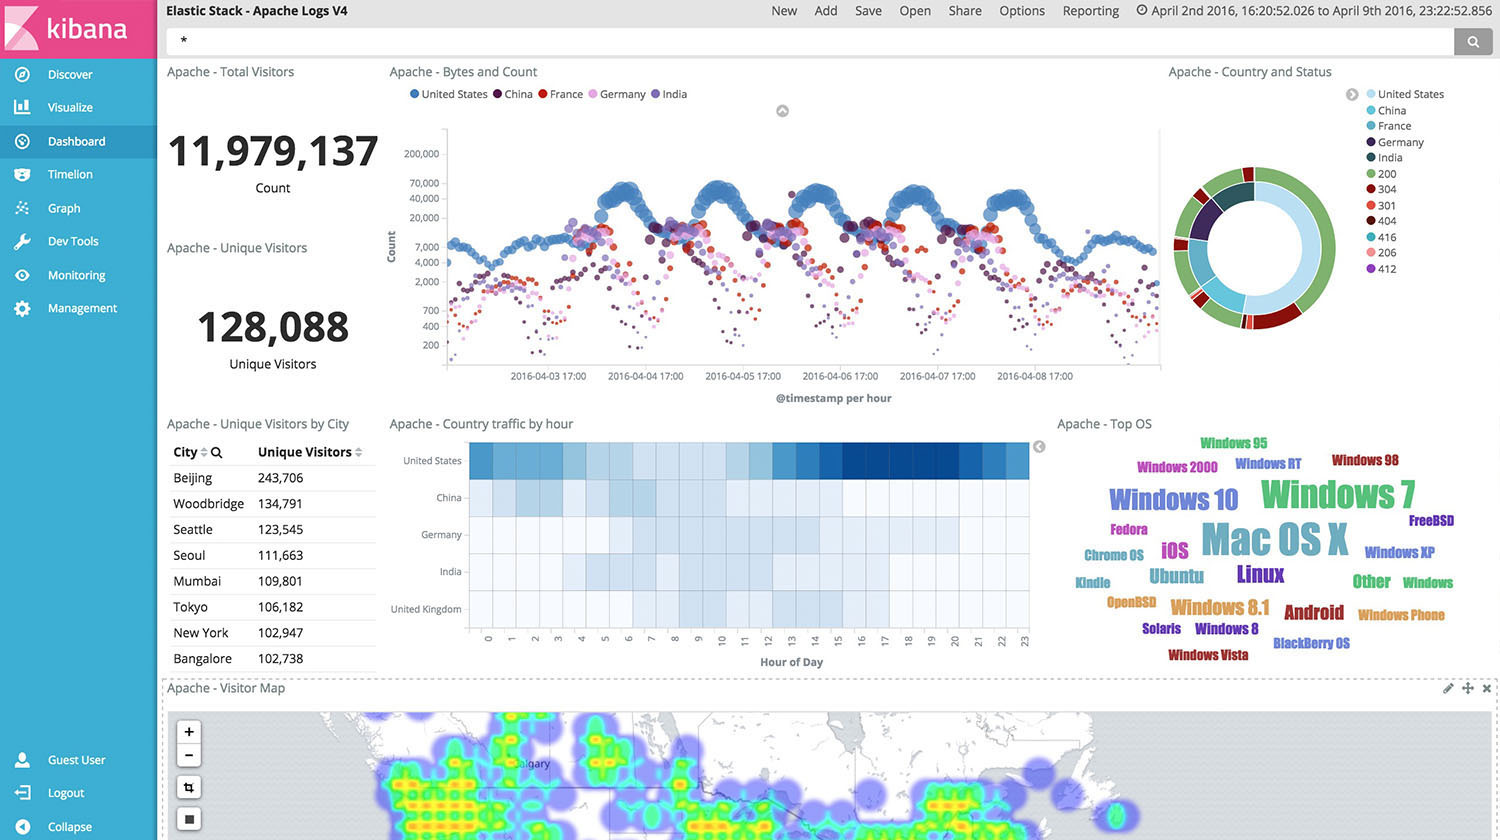 kibana
Discover
Visualize
Dashboard
Timelion
Graph
Dev Tools
Monitoring
Management
Guest User
Logout
Collapse
Elastic Stack - Apache Logs V4
New Add Save Open Share Options Reporting April 2nd 2016, 16:20:52.026 to April 9th 2016, 23:22:52.856
*
Apache - Total Visitors
11,979,137
Count
Apache - Unique Visitors
128,088
Unique Visitors
Apache - Bytes and Count
United States China France Germany India
Count
200,000
70,000
40,000
20,000
7,000
4,000
2,000
700
400
200
2016-04-03 17:00 2016-04-04 17:00 2016-04-05 17:00 2016-04-06 17:00 2016-04-07 17:00 2016-04-08 17:00
@timestamp per hour
Apache - Country and Status
United States
China
France
Germany
India
200
304
301
404
416
206
412
Apache - Unique Visitors by City
City Unique Visitors
Beijing 243,706
Woodbridge 134,791
Seattle 123,545
Seoul 111,663
Mumbai 109,801
Tokyo 106,182
New York 102,947
Bangalore 102,738
Apache - Country traffic by hour
United States
China
Germany
India
United Kingdom
0 1 2 3 4 5 6 7 8 9 10 11 12 13 14 15 16 17 18 19 20 21 22 23
Hour of Day
Apache - Top OS
Windows 95
Windows 2000 Windows RT Windows 98
Windows 10 Windows 7
Fedora FreeBSD
Mac OS X
Chrome OS iOS Windows XP
Kindle Ubuntu Linux Other Windows
OpenBSD Windows 8.1 Android Windows Phone
Solaris Windows 8 BlackBerry OS
Windows Vista
Apache - Visitor Map
+
−
Calgary